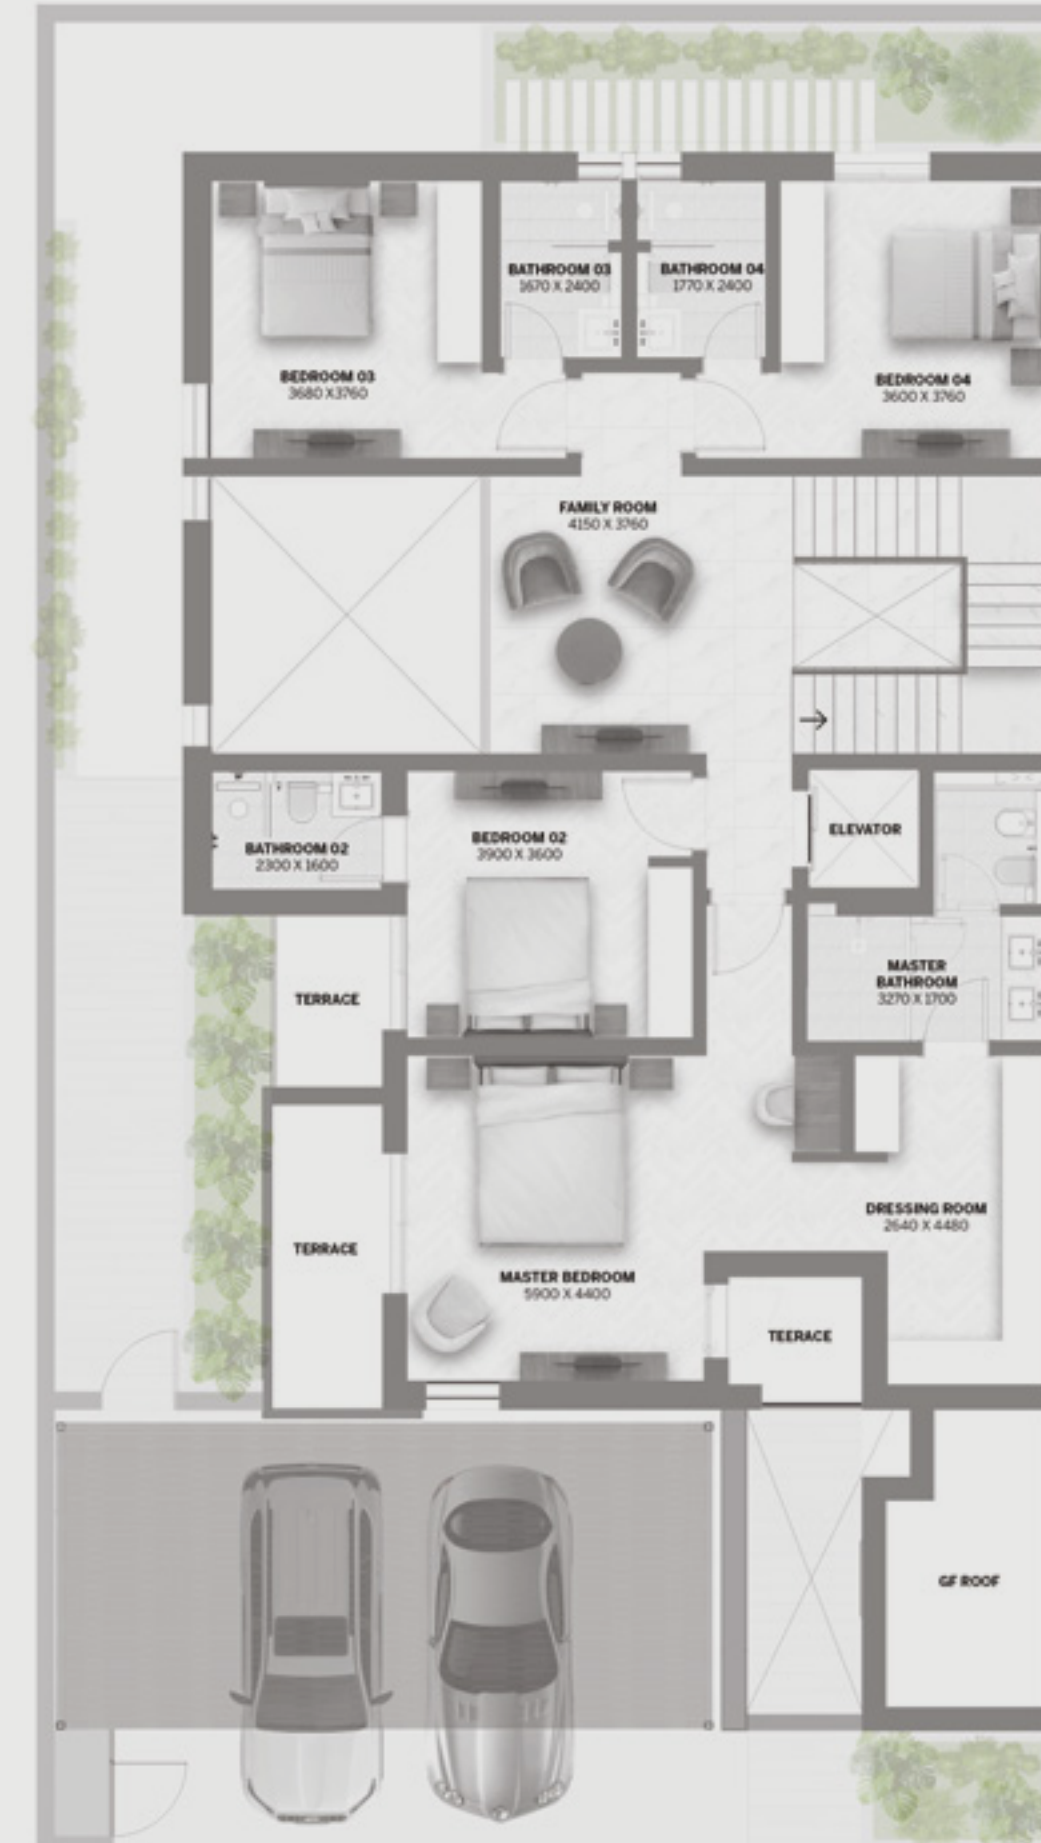 BATHROOM 03
1670 X 2400
BATHROOM 04
1770 X 2400
BEDROOM 03
3680 X3760
BEDROOM 04
3600 X 3760
FAMILY ROOM
4150 X 3760
BATHROOM 02
2300 X 1600
BEDROOM 02
3900 X 3600
ELEVATOR
TERRACE
MASTER
BATHROOM
3270 X 1700
TERRACE
MASTER BEDROOM
5900 X 4400
DRESSING ROOM
2640 X 4480
TEERACE
GF ROOF